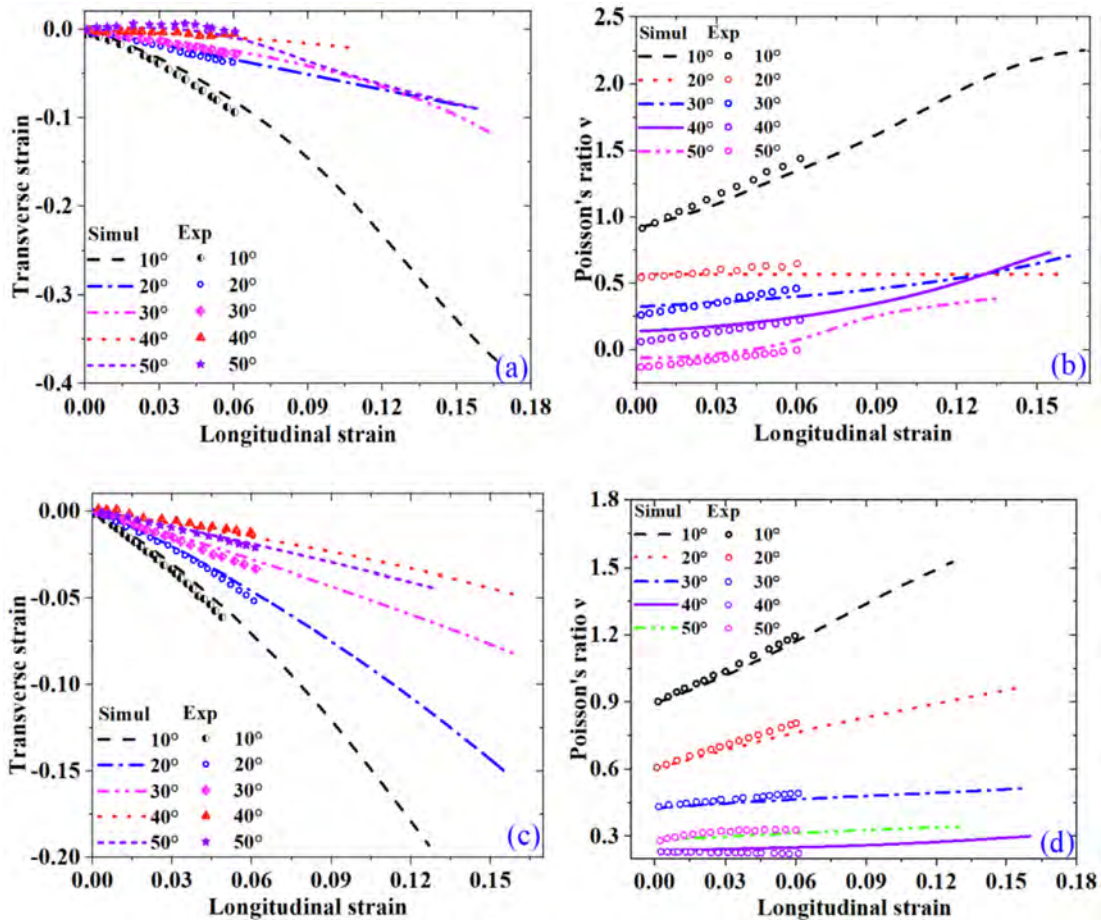 0.0
-0.1
-0.2
-0.3
-0.4
Transverse strain
Simul Exp
10° 10°
20° 20°
30° 30°
40° 40°
50° 50°
(a)
0.00 0.03 0.06 0.09 0.12 0.15 0.18
Longitudinal strain
2.5
2.0
1.5
1.0
0.5
0.0
Poisson's ratio v
Simul Exp
10° 10°
20° 20°
30° 30°
40° 40°
50° 50°
(b)
0.00 0.03 0.06 0.09 0.12 0.15
Longitudinal strain
0.00
-0.05
-0.10
-0.15
-0.20
Transverse strain
Simul Exp
10° 10°
20° 20°
30° 30°
40° 40°
50° 50°
(c)
0.00 0.03 0.06 0.09 0.12 0.15
Longitudinal strain
1.8
1.5
1.2
0.9
0.6
0.3
Poisson's ratio v
Simul Exp
10° 10°
20° 20°
30° 30°
40° 40°
50° 50°
(d)
0.00 0.03 0.06 0.09 0.12 0.15 0.18
Longitudinal strain